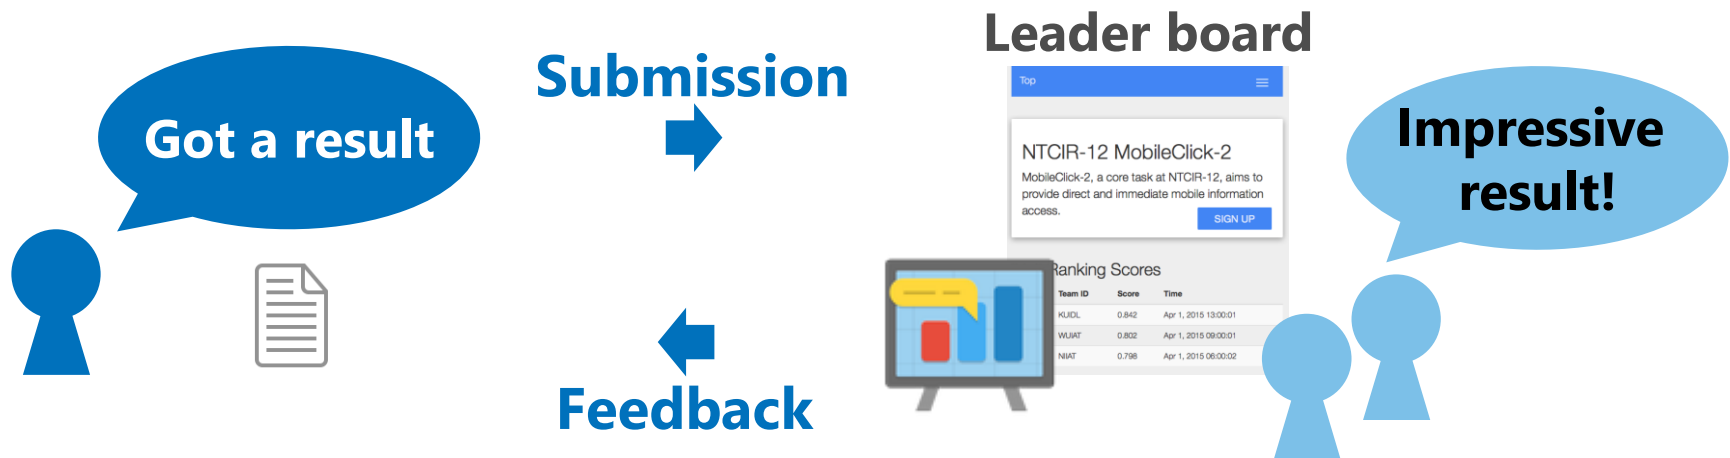 Got a result
Submission
Feedback
Leader board
Top
NTCIR-12 MobileClick-2
MobileClick-2, a core task at NTCIR-12, aims to
provide direct and immediate mobile information
access.
SIGN UP
Ranking Scores
Team ID Score Time
KUIDL 0.842 Apr 1, 2015 13:00:01
WUIAT 0.802 Apr 1, 2015 09:00:01
NIIAT 0.798 Apr 1, 2015 06:00:02
Impressive
result!